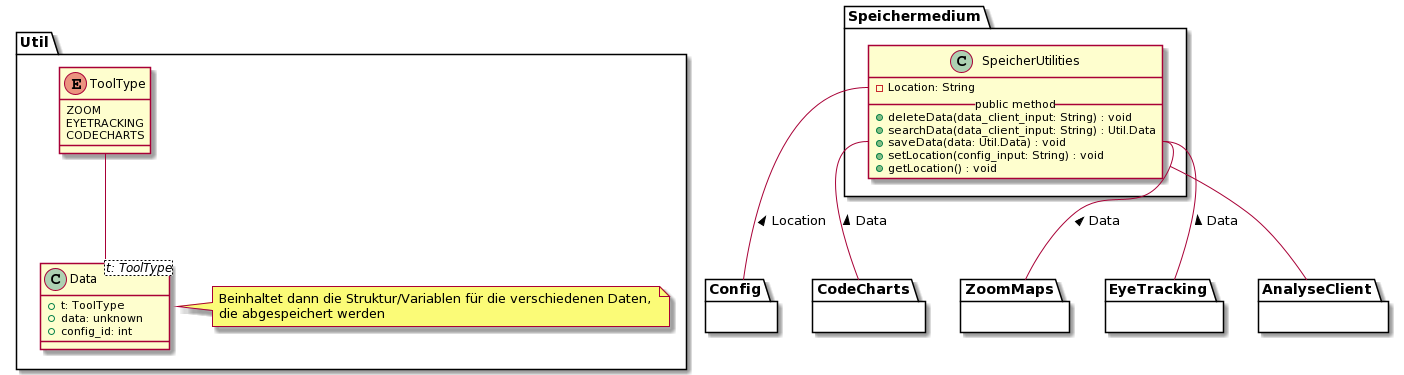 Util
E ToolType
ZOOM
EYETRACKING
CODECHARTS
t: ToolType
C Data
t: ToolType
data: unknown
config_id: int
Beinhaltet dann die Struktur/Variablen für die verschiedenen Daten,
die abgespeichert werden
Speichermedium
C SpeicherUtilities
Location: String
public method
deleteData(data_client_input: String) : void
searchData(data_client_input: String) : Util.Data
saveData(data: Util.Data) : void
setLocation(config_input: String) : void
getLocation() : void
Location
Data
Data
Data
Config
CodeCharts
ZoomMaps
EyeTracking
AnalyseClient